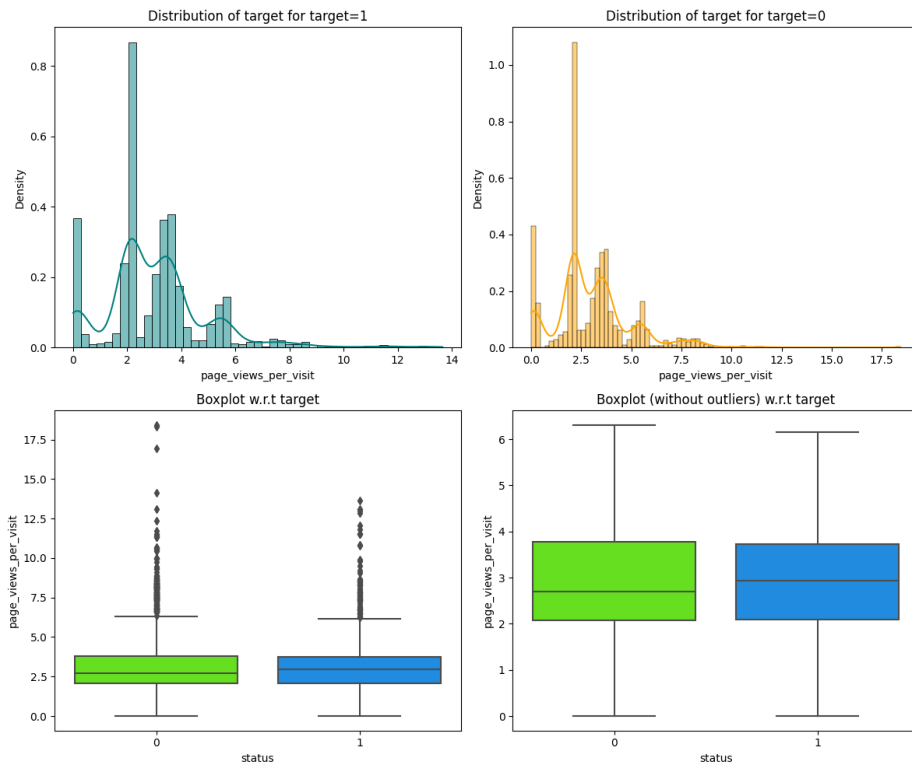 Distribution of target for target=1
Density
0.8
0.6
0.4
0.2
0.0
0 2 4 6 8 10 12 14
page_views_per_visit
Distribution of target for target=0
Density
1.0
0.8
0.6
0.4
0.2
0.0
0.0 2.5 5.0 7.5 10.0 12.5 15.0 17.5
page_views_per_visit
Boxplot w.r.t target
page_views_per_visit
17.5
15.0
12.5
10.0
7.5
5.0
2.5
0.0
0 1
status
Boxplot (without outliers) w.r.t target
page_views_per_visit
6
5
4
3
2
1
0
0 1
status